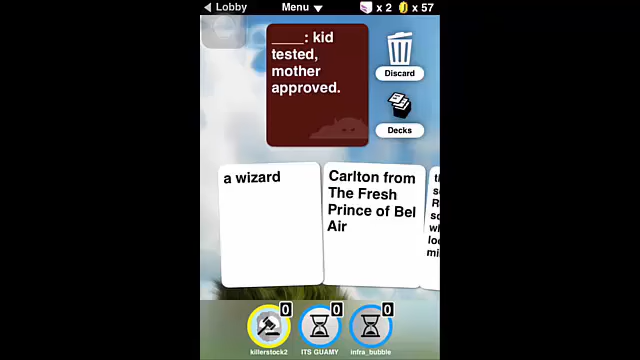 Lobby Menu x 2 x 57
____: kid
tested,
mother
approved.
Discard
Decks
a wizard
Carlton from
The Fresh
Prince of Bel
Air
0 0 0
killerstock2 ITS GUAMY infra_bubble